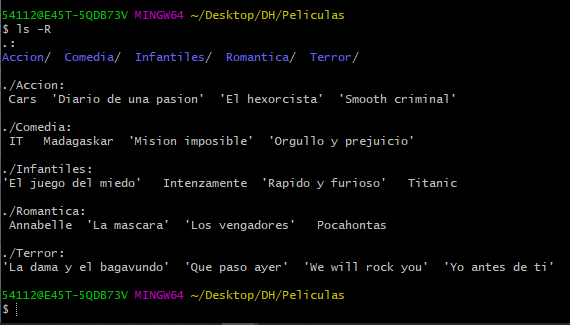 54112@E45T-5QDB73V MINGW64 ~/Desktop/DH/Peliculas
$ ls -R
.:
Accion/  Comedia/  Infantiles/  Romantica/  Terror/
./Accion:
 Cars  'Diario de una pasion'  'El hexorcista'  'Smooth criminal'
./Comedia:
 IT   Madagaskar  'Mision imposible'  'Orgullo y prejuicio'
./Infantiles:
'El juego del miedo'   Intenzamente  'Rapido y furioso'   Titanic
./Romantica:
 Annabelle  'La mascara'  'Los vengadores'   Pocahontas
./Terror:
'La dama y el bagavundo'  'Que paso ayer'  'We will rock you'  'Yo antes de ti'
54112@E45T-5QDB73V MINGW64 ~/Desktop/DH/Peliculas
$